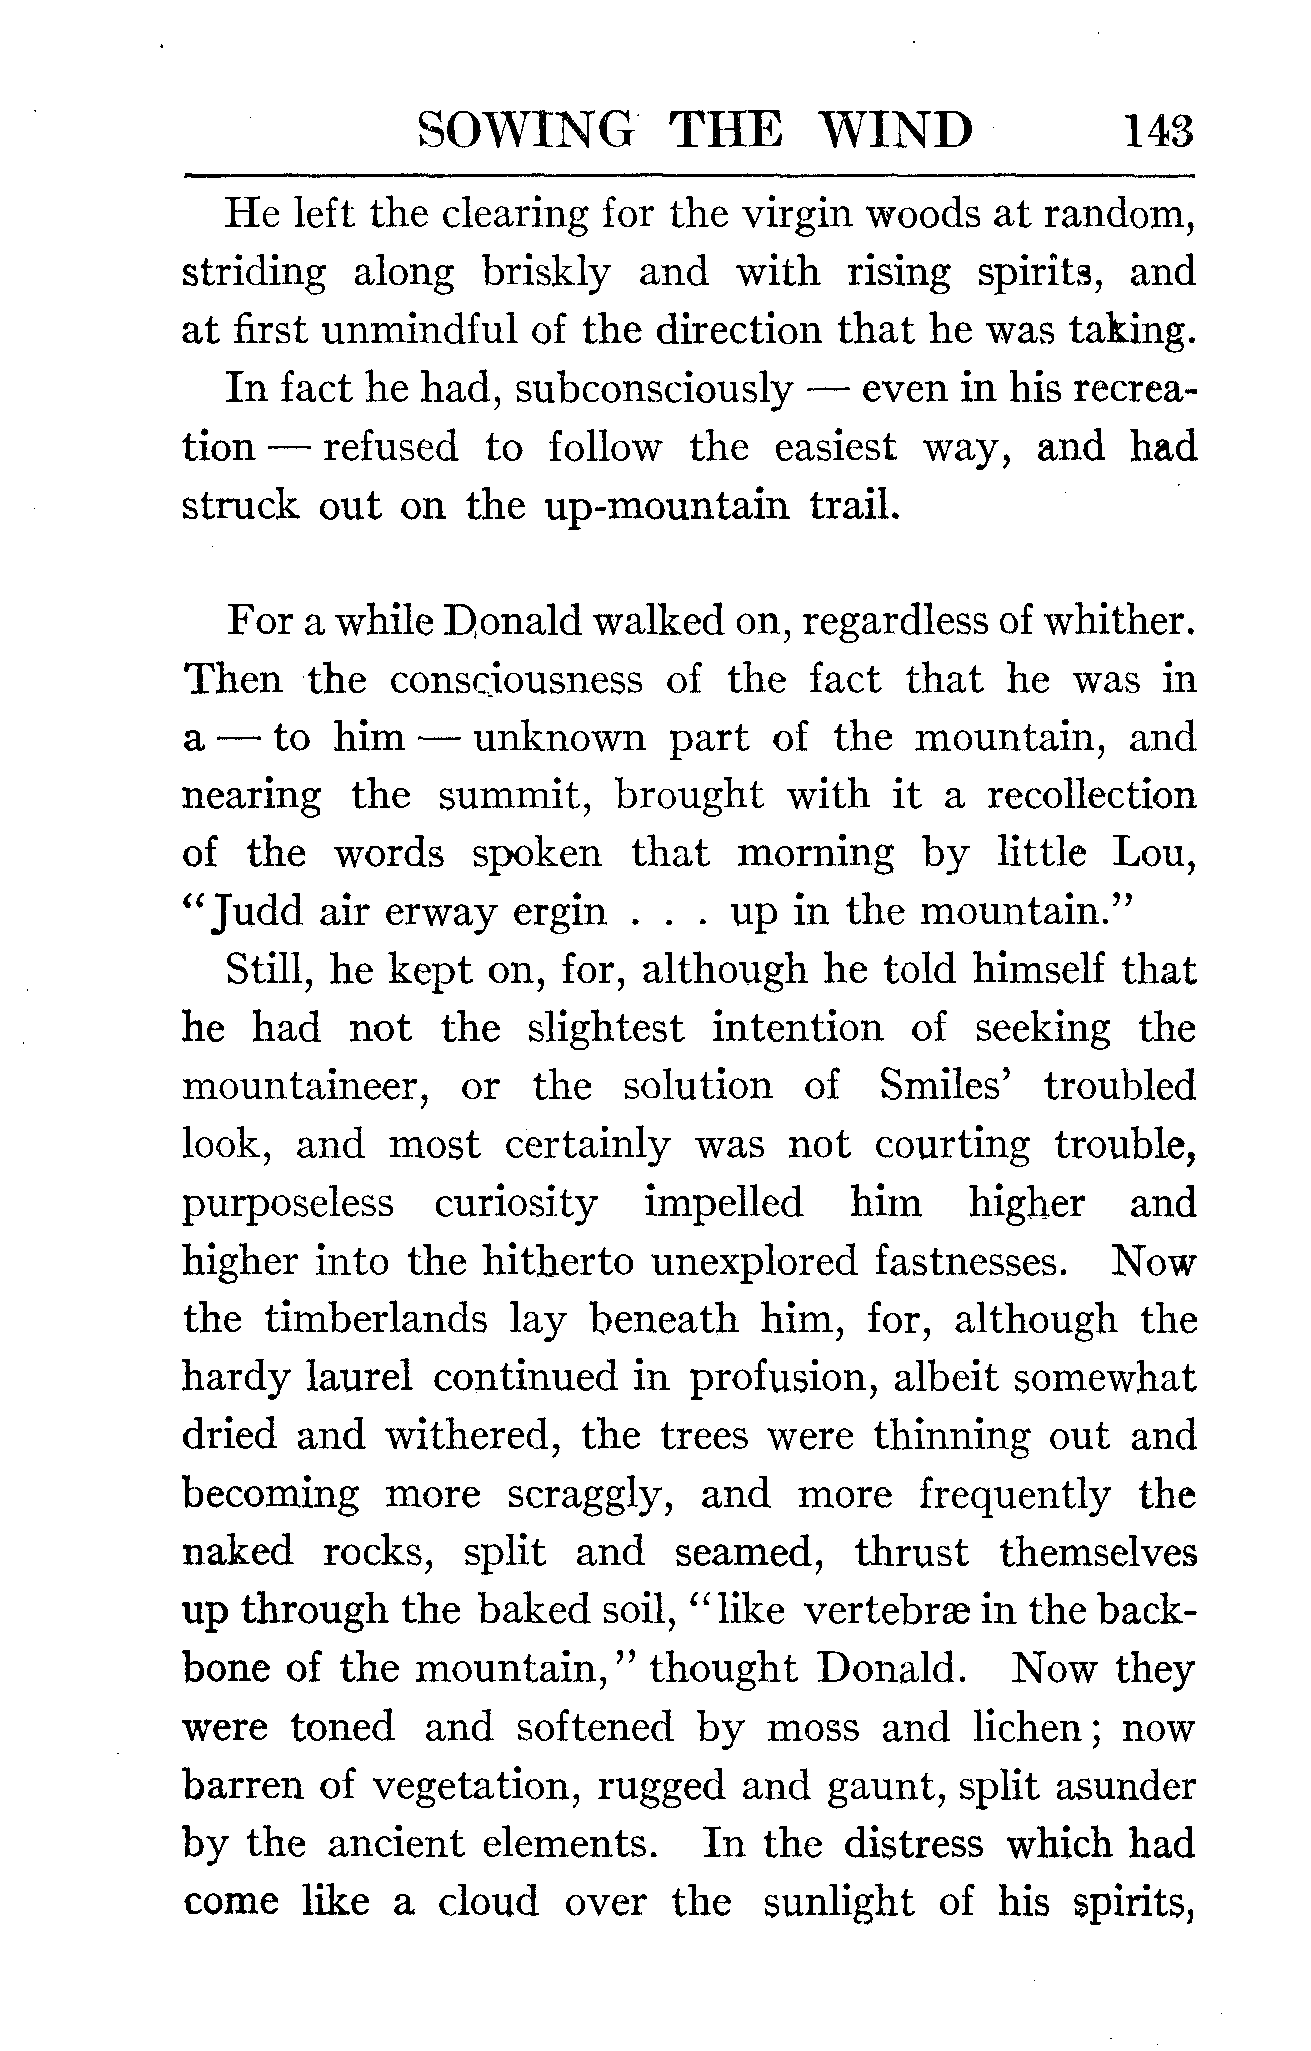 SOWING THE WIND 143
He left the clearing for the virgin woods at random,
striding along briskly and with rising spirits, and
at first unmindful of the direction that he was taking.
In fact he had, subconsciously — even in his recrea-
tion — refused to follow the easiest way, and had
struck out on the up-mountain trail.
For a while Donald walked on, regardless of whither.
Then the consciousness of the fact that he was in
a — to him — unknown part of the mountain, and
nearing the summit, brought with it a recollection
of the words spoken that morning by little Lou,
“Judd air erway ergin . . . up in the mountain.”
Still, he kept on, for, although he told himself that
he had not the slightest intention of seeking the
mountaineer, or the solution of Smiles’ troubled
look, and most certainly was not courting trouble,
purposeless curiosity impelled him higher and
higher into the hitherto unexplored fastnesses. Now
the timberlands lay beneath him, for, although the
hardy laurel continued in profusion, albeit somewhat
dried and withered, the trees were thinning out and
becoming more scraggly, and more frequently the
naked rocks, split and seamed, thrust themselves
up through the baked soil, “like vertebræ in the back-
bone of the mountain,” thought Donald. Now they
were toned and softened by moss and lichen; now
barren of vegetation, rugged and gaunt, split asunder
by the ancient elements. In the distress which had
come like a cloud over the sunlight of his spirits,